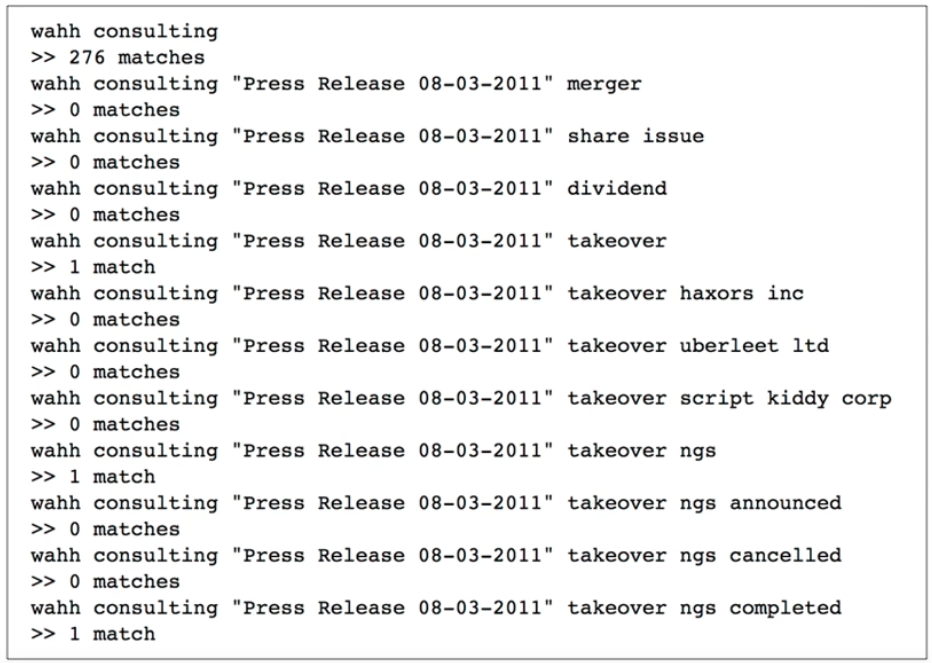 wahh consulting
>> 276 matches
wahh consulting "Press Release 08-03-2011" merger
>> 0 matches
wahh consulting "Press Release 08-03-2011" share issue
>> 0 matches
wahh consulting "Press Release 08-03-2011" dividend
>> 0 matches
wahh consulting "Press Release 08-03-2011" takeover
>> 1 match
wahh consulting "Press Release 08-03-2011" takeover haxors inc
>> 0 matches
wahh consulting "Press Release 08-03-2011" takeover uberleet ltd
>> 0 matches
wahh consulting "Press Release 08-03-2011" takeover script kiddy corp
>> 0 matches
wahh consulting "Press Release 08-03-2011" takeover ngs
>> 1 match
wahh consulting "Press Release 08-03-2011" takeover ngs announced
>> 0 matches
wahh consulting "Press Release 08-03-2011" takeover ngs cancelled
>> 0 matches
wahh consulting "Press Release 08-03-2011" takeover ngs completed
>> 1 match